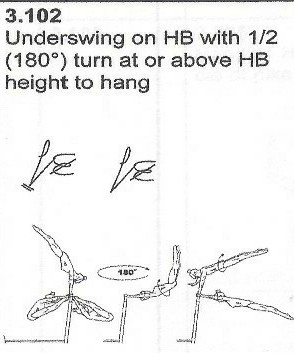 3.102
Underswing on HB with 1/2
(180°) turn at or above HB
height to hang
180°